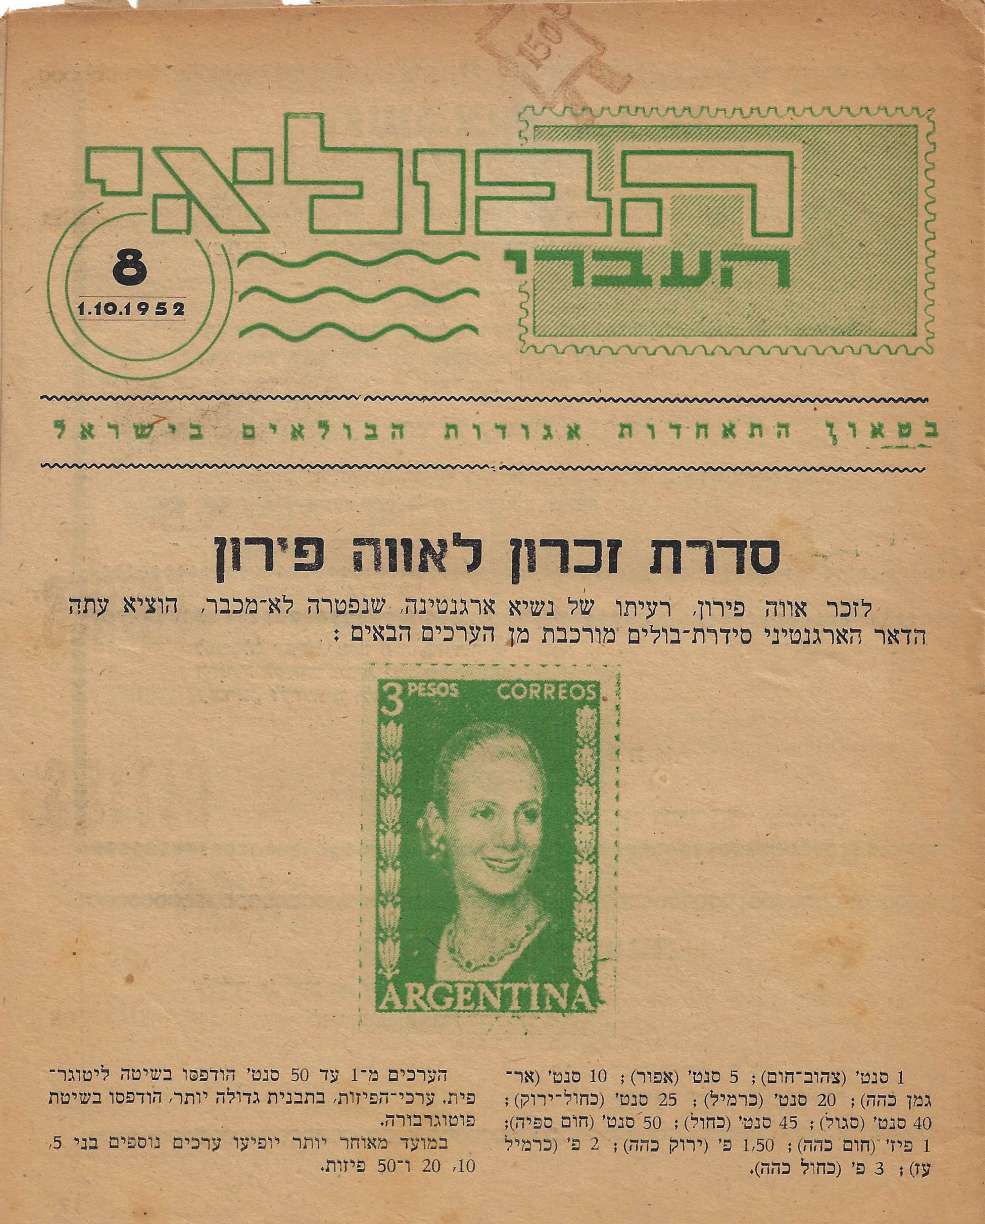 150
הבולאי
העברי
8
1.10.1952
בטאון התאחדות אגודות הבולאים בישראל
סדרת זכרון לאווה פירון
לזכר אווה פירון, רעיתו של נשיא ארגנטינה, שנפטרה לא־מכבר, הוציא עתה
הדאר הארגנטיני סידרת־בולים מורכבת מן הערכים הבאים :
3 PESOS CORREOS
ARGENTINA
1 סנט' (צהוב־חום) ; 5 סנט' (אפור) ; 10 סנט' (אר־
גמן כהה) ; 20 סנט' (כרמיל) ; 25 סנט' (כחול־ירוק) ;
40 סנט' (סגול) ; 45 סנט' (כחול) ; 50 סנט' (חום ספיה) ;
1 פיז' (חום כהה) ; 1,50 פ' (ירוק כהה) ; 2 פ' (כרמיל
עז) ; 3 פ' (כחול כהה).
הערכים מ־1 עד 50 סנט' הודפסו בשיטה ליטוגר־
פית. ערכי־הפיזות, בתבנית גדולה יותר, הודפסו בשיטת
פוטוגרבורה.
במועד מאוחר יותר יופיעו ערכים נוספים בני 5,
10, 20 ו־50 פיזות.